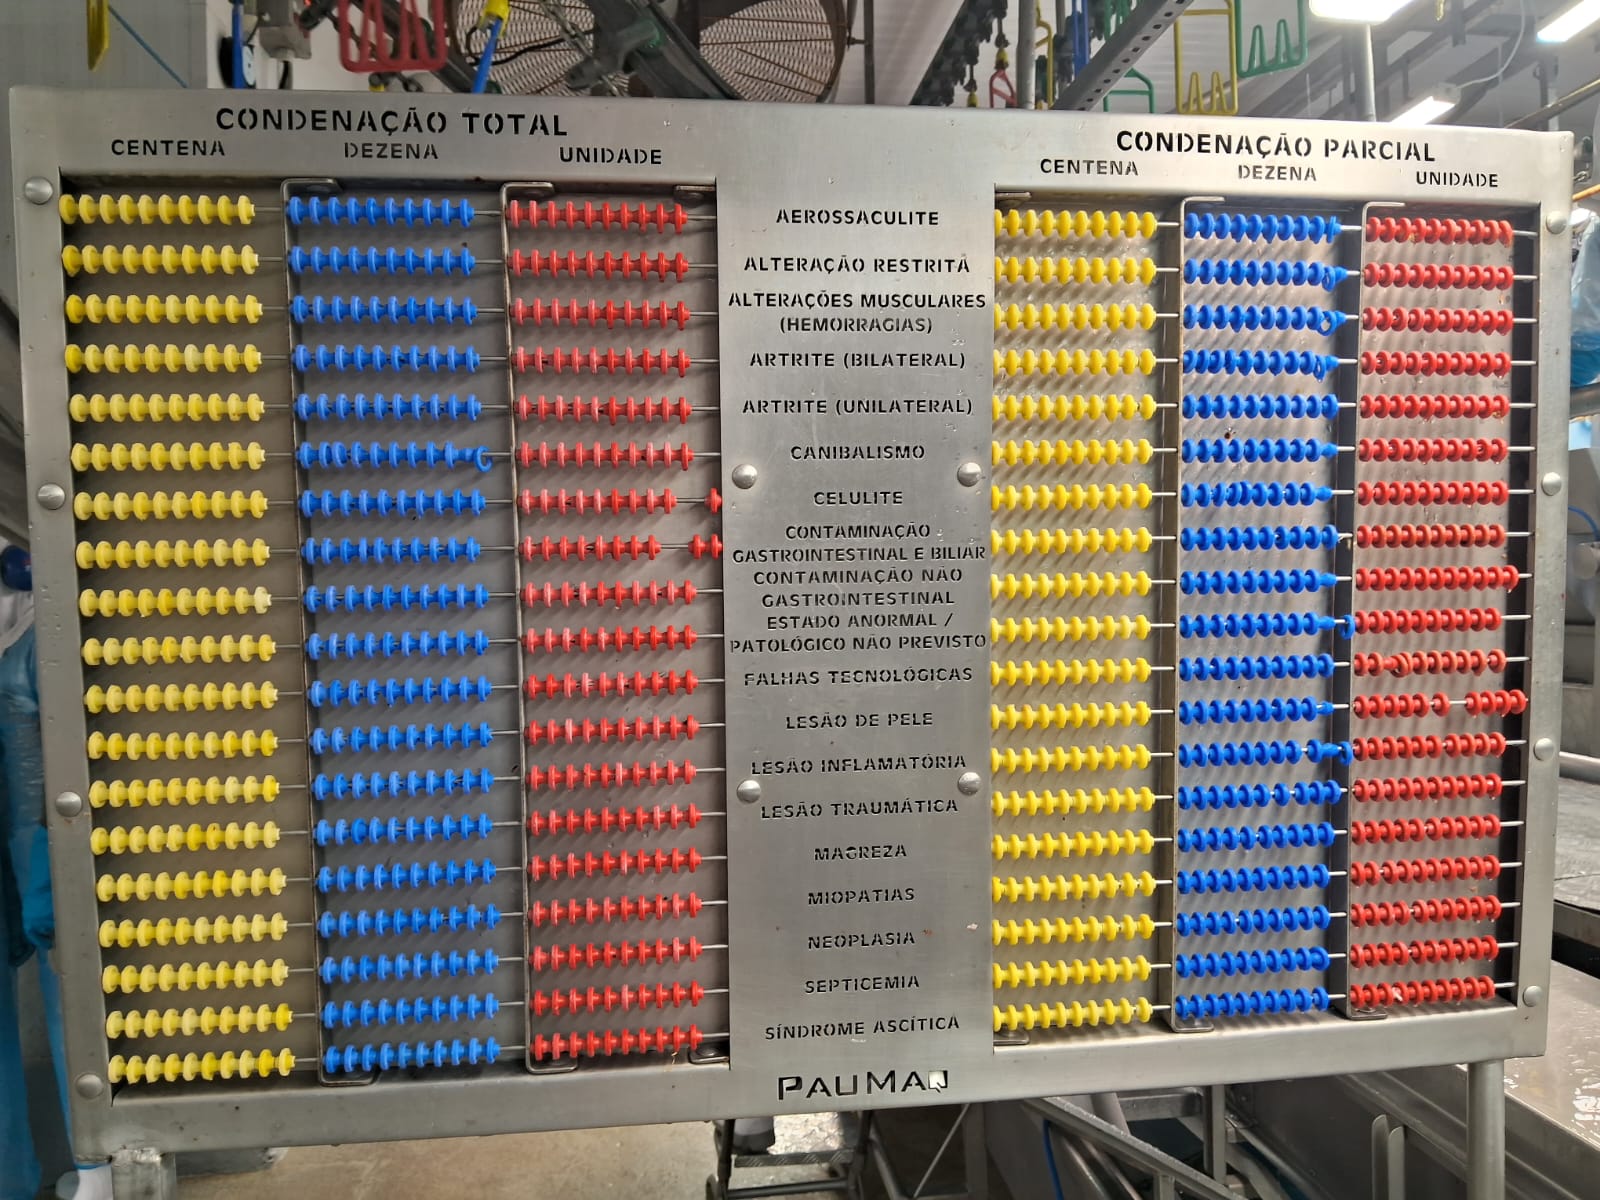 CONDENAÇÃO TOTAL
CENTENA DEZENA UNIDADE
CONDENAÇÃO PARCIAL
CENTENA DEZENA UNIDADE
AEROSSACULITE
ALTERAÇÃO RESTRITA
ALTERAÇÕES MUSCULARES
(HEMORRAGIAS)
ARTRITE (BILATERAL)
ARTRITE (UNILATERAL)
CANIBALISMO
CELULITE
CONTAMINAÇÃO
GASTROINTESTINAL E BILIAR
CONTAMINAÇÃO NÃO
GASTROINTESTINAL
ESTADO ANORMAL /
PATOLÓGICO NÃO PREVISTO
FALHAS TECNOLÓGICAS
LESÃO DE PELE
LESÃO INFLAMATÓRIA
LESÃO TRAUMÁTICA
MAGREZA
MIOPATIAS
NEOPLASIA
SEPTICEMIA
SÍNDROME ASCÍTICA
PAUMAQ